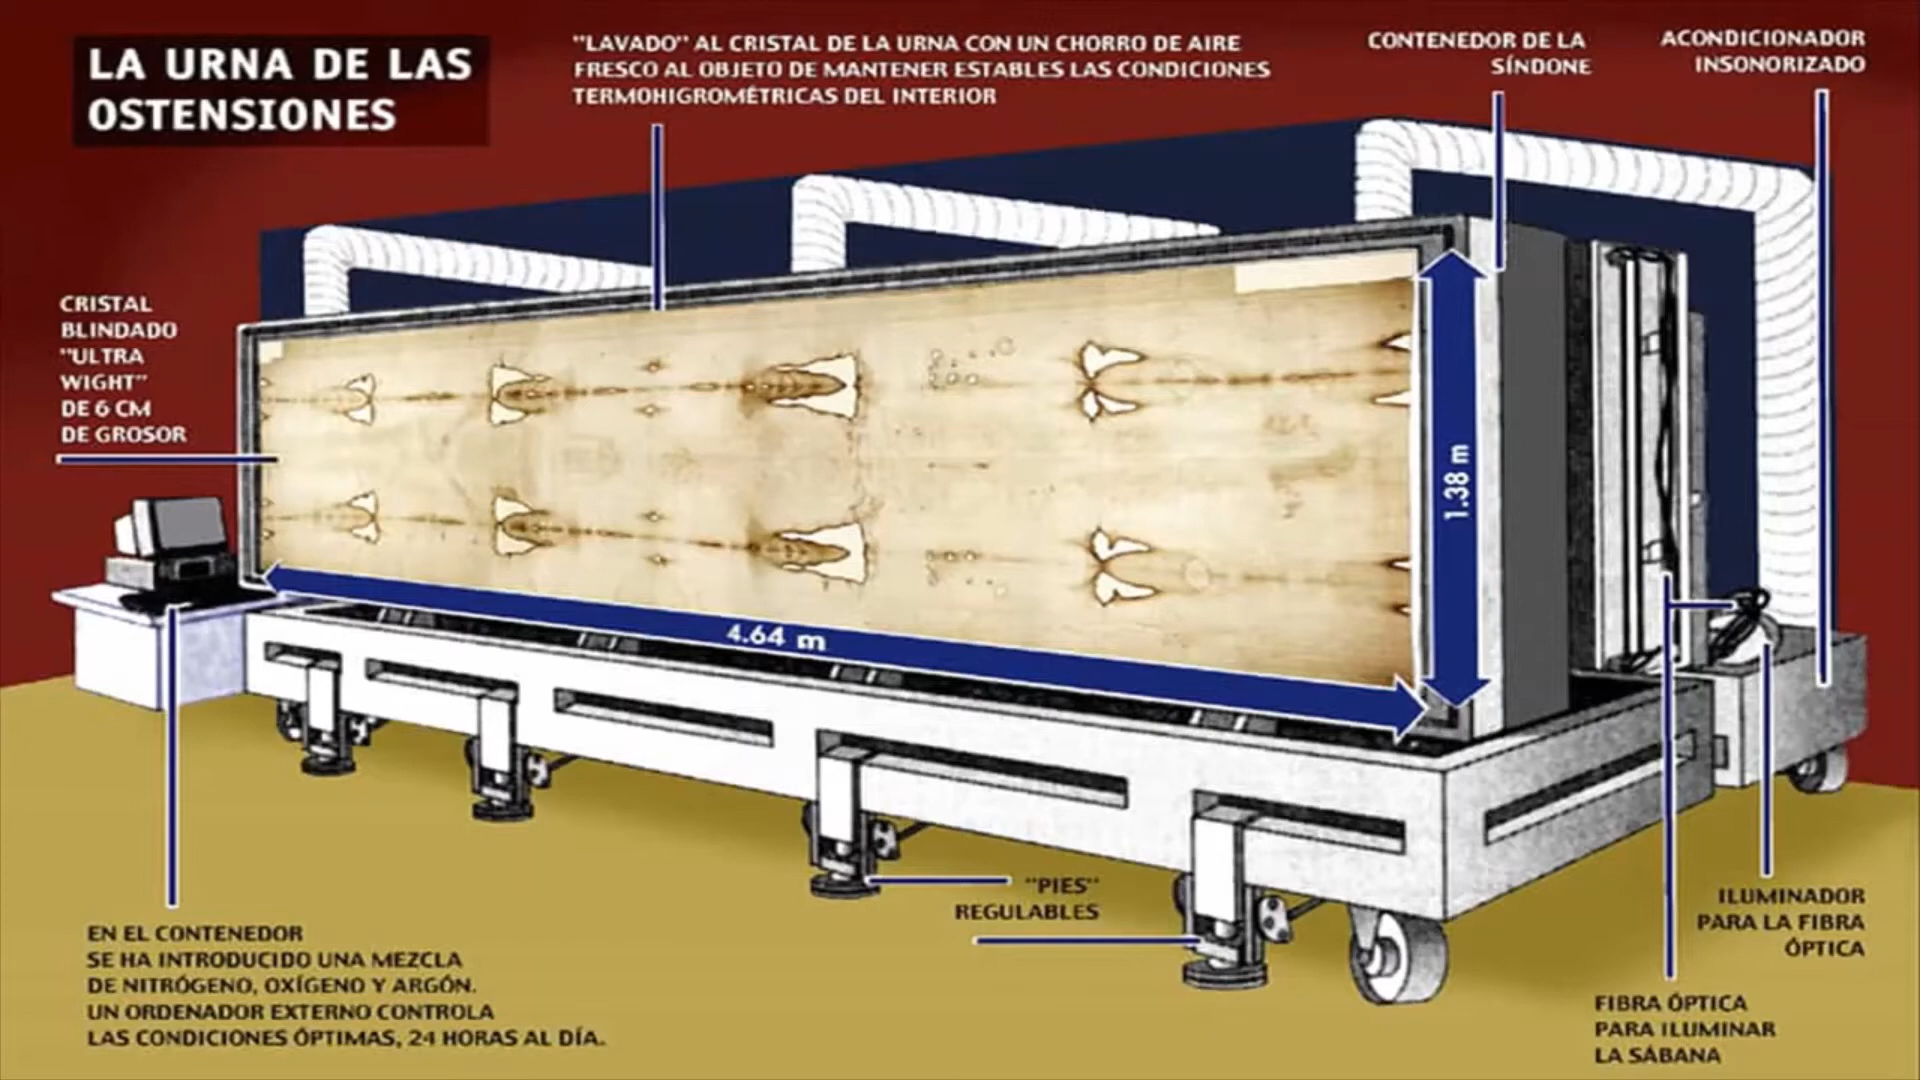 LA URNA DE LAS
OSTENSIONES
"LAVADO" AL CRISTAL DE LA URNA CON UN CHORRO DE AIRE
FRESCO AL OBJETO DE MANTENER ESTABLES LAS CONDICIONES
TERMOHIGROMÉTRICAS DEL INTERIOR
CONTENEDOR DE LA
SÍNDONE
ACONDICIONADOR
INSONORIZADO
CRISTAL
BLINDADO
"ULTRA
WIGHT"
DE 6 CM
DE GROSOR
1.38 m
4.64 m
"PIES"
REGULABLES
ILUMINADOR
PARA LA FIBRA
ÓPTICA
EN EL CONTENEDOR
SE HA INTRODUCIDO UNA MEZCLA
DE NITRÓGENO, OXÍGENO Y ARGÓN.
UN ORDENADOR EXTERNO CONTROLA
LAS CONDICIONES ÓPTIMAS, 24 HORAS AL DÍA.
FIBRA ÓPTICA
PARA ILUMINAR
LA SÁBANA